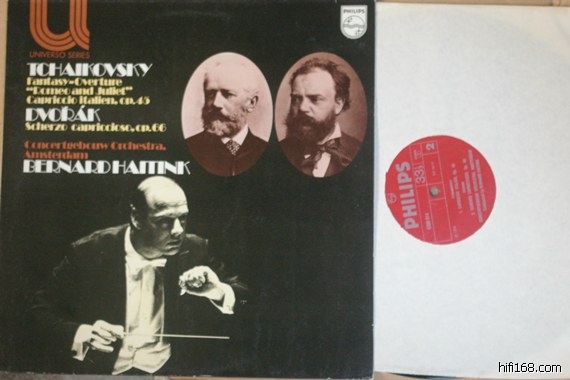 UNIVERSO SERIES
PHILIPS
TCHAIKOVSKY
Fantasy-Overture
"Romeo and Juliet"
Capriccio Italien, op.45
DVOŘÁK
Scherzo capriccioso, op.66
Concertgebouw Orchestra,
Amsterdam
BERNARD HAITINK
PHILIPS
33⅓
2
hifi168.com